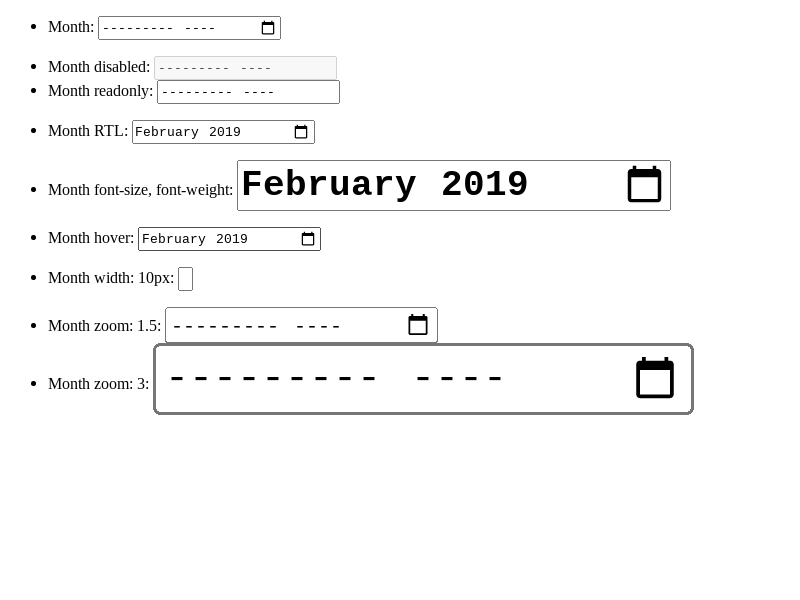 Month: --------- ----
Month disabled: --------- ----
Month readonly: --------- ----
Month RTL: February 2019
Month font-size, font-weight: February 2019
Month hover: February 2019
Month width: 10px:
Month zoom: 1.5: --------- ----
Month zoom: 3: --------- ----